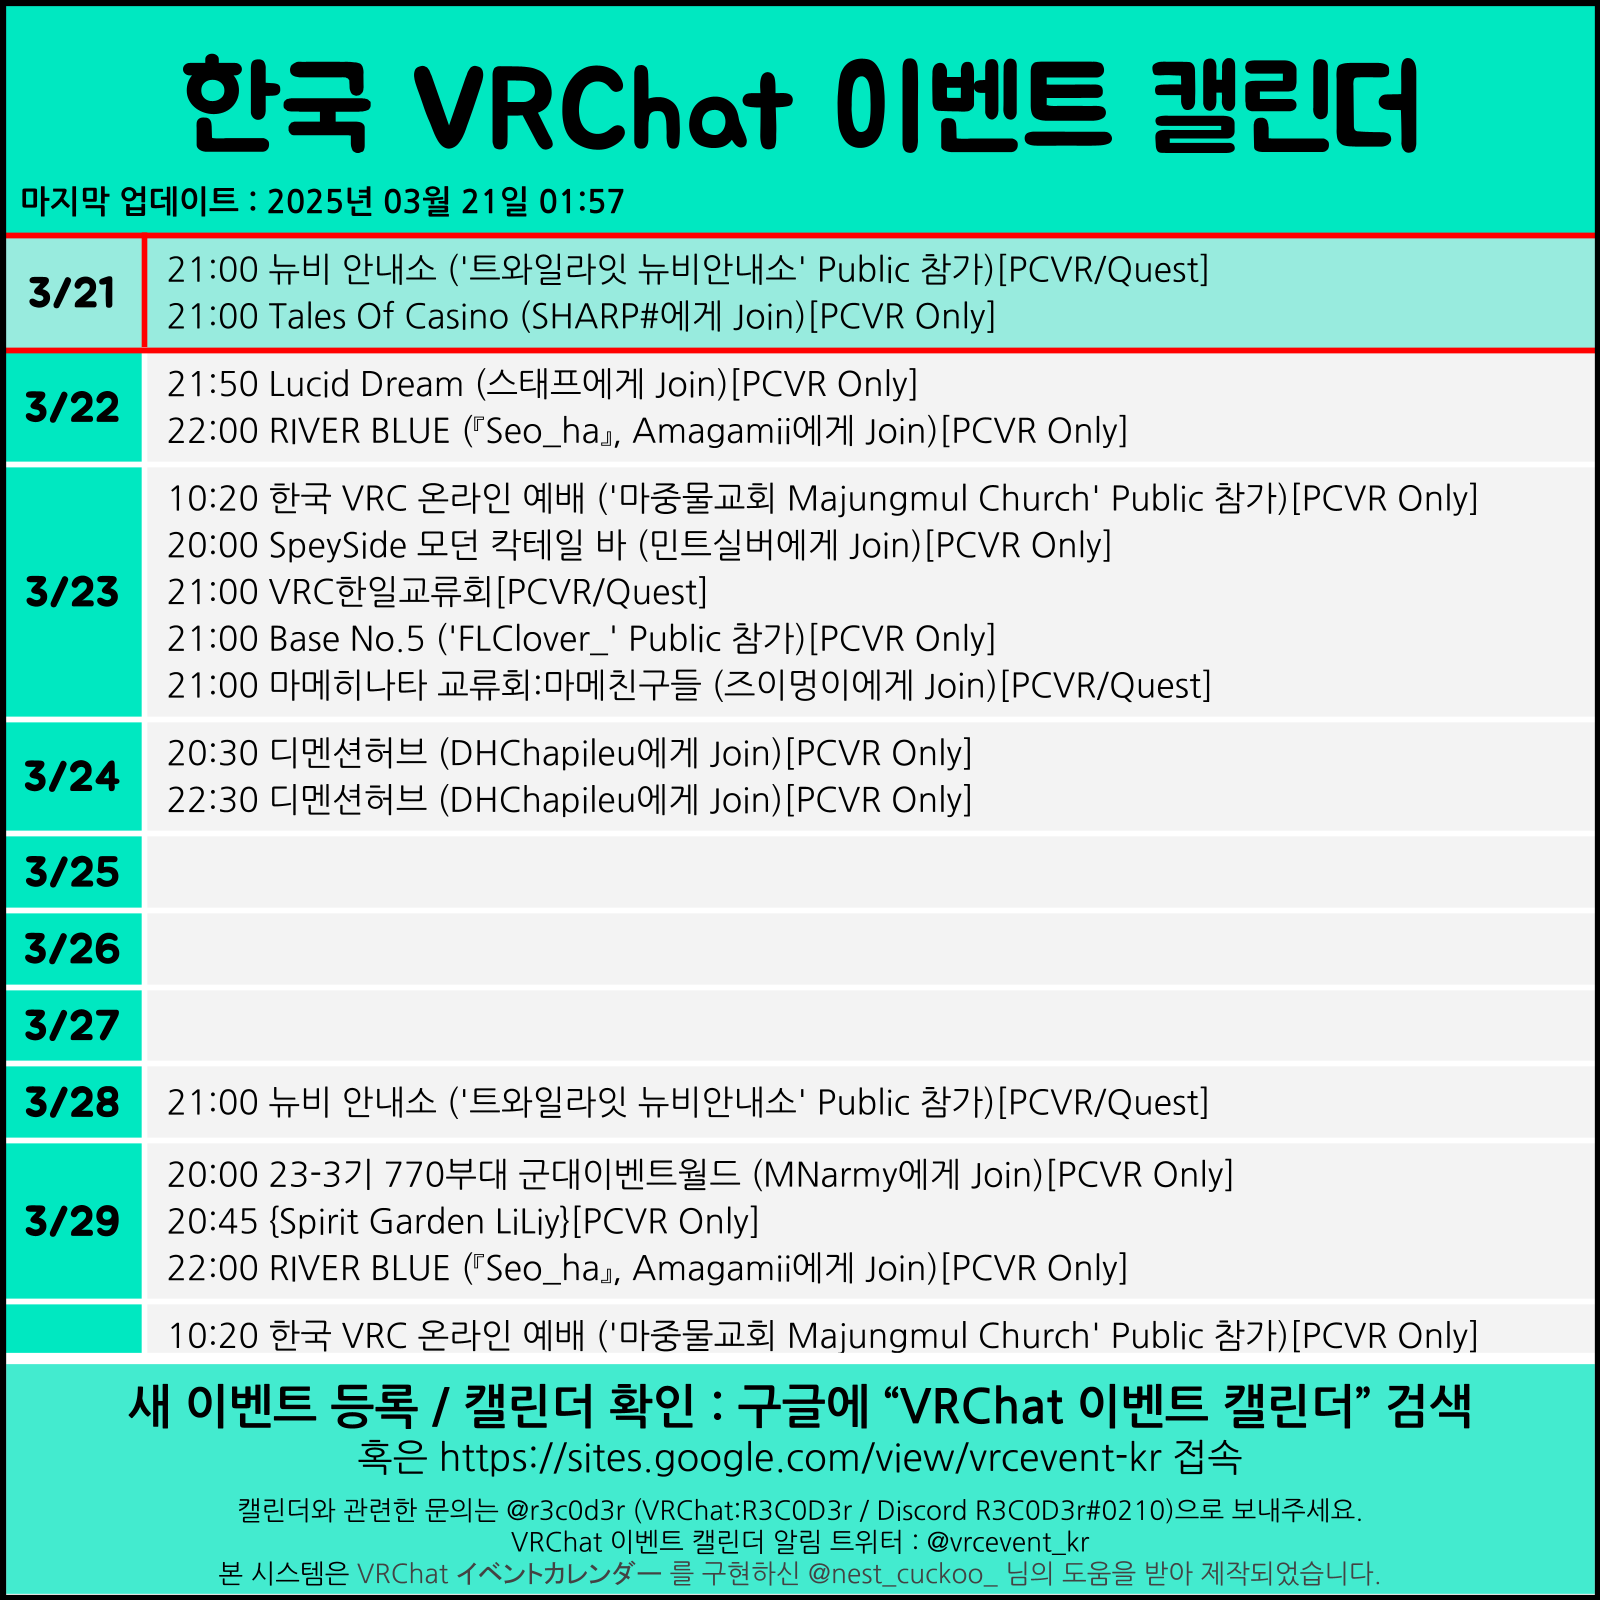 한국 VRChat 이벤트 캘린더
마지막 업데이트 : 2025년 03월 21일 01:57
3/21
21:00 뉴비 안내소 ('트와일라잇 뉴비안내소' Public 참가)[PCVR/Quest]
21:00 Tales Of Casino (SHARP#에게 Join)[PCVR Only]
3/22
21:50 Lucid Dream (스태프에게 Join)[PCVR Only]
22:00 RIVER BLUE (『Seo_ha』, Amagamii에게 Join)[PCVR Only]
3/23
10:20 한국 VRC 온라인 예배 ('마중물교회 Majungmul Church' Public 참가)[PCVR Only]
20:00 SpeySide 모던 칵테일 바 (민트실버에게 Join)[PCVR Only]
21:00 VRC한일교류회[PCVR/Quest]
21:00 Base No.5 ('FLClover_' Public 참가)[PCVR Only]
21:00 마메히나타 교류회:마메친구들 (즈이멍이에게 Join)[PCVR/Quest]
3/24
20:30 디멘션허브 (DHChapileu에게 Join)[PCVR Only]
22:30 디멘션허브 (DHChapileu에게 Join)[PCVR Only]
3/25
3/26
3/27
3/28
21:00 뉴비 안내소 ('트와일라잇 뉴비안내소' Public 참가)[PCVR/Quest]
3/29
20:00 23-3기 770부대 군대이벤트월드 (MNarmy에게 Join)[PCVR Only]
20:45 {Spirit Garden LiLiy}[PCVR Only]
22:00 RIVER BLUE (『Seo_ha』, Amagamii에게 Join)[PCVR Only]
10:20 한국 VRC 온라인 예배 ('마중물교회 Majungmul Church' Public 참가)[PCVR Only]
새 이벤트 등록 / 캘린더 확인 : 구글에 “VRChat 이벤트 캘린더” 검색
혹은 https://sites.google.com/view/vrcevent-kr 접속
캘린더와 관련한 문의는 @r3c0d3r (VRChat:R3C0D3r / Discord R3C0D3r#0210)으로 보내주세요.
VRChat 이벤트 캘린더 알림 트위터 : @vrcevent_kr
본 시스템은 VRChat イベントカレンダー 를 구현하신 @nest_cuckoo_ 님의 도움을 받아 제작되었습니다.